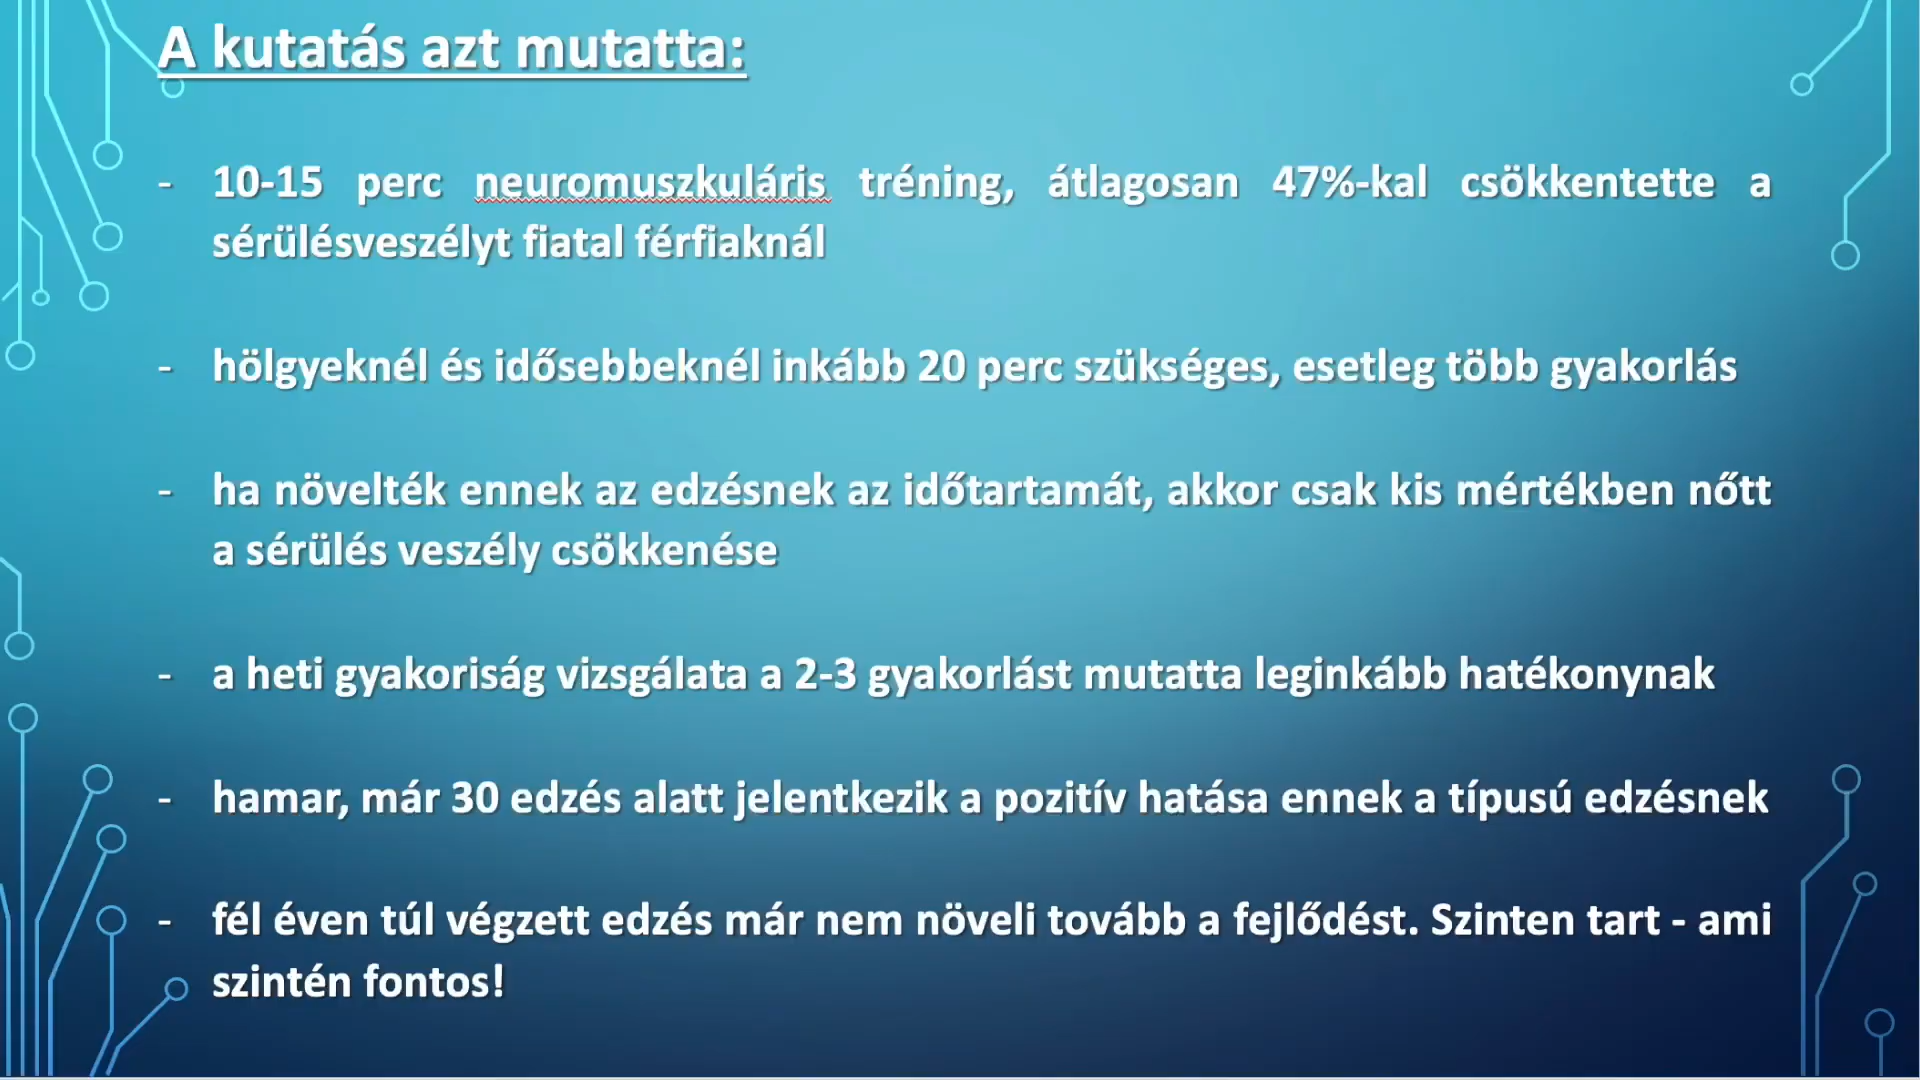 A kutatás azt mutatta:
- 10-15 perc neuromuszkuláris tréning, átlagosan 47%-kal csökkentette a
sérülésveszélyt fiatal férfiaknál
- hölgyeknél és idősebbeknél inkább 20 perc szükséges, esetleg több gyakorlás
- ha növelték ennek az edzésnek az időtartamát, akkor csak kis mértékben nőtt
a sérülés veszély csökkenése
- a heti gyakoriság vizsgálata a 2-3 gyakorlást mutatta leginkább hatékonynak
- hamar, már 30 edzés alatt jelentkezik a pozitív hatása ennek a típusú edzésnek
- fél éven túl végzett edzés már nem növeli tovább a fejlődést. Szinten tart - ami
szintén fontos!